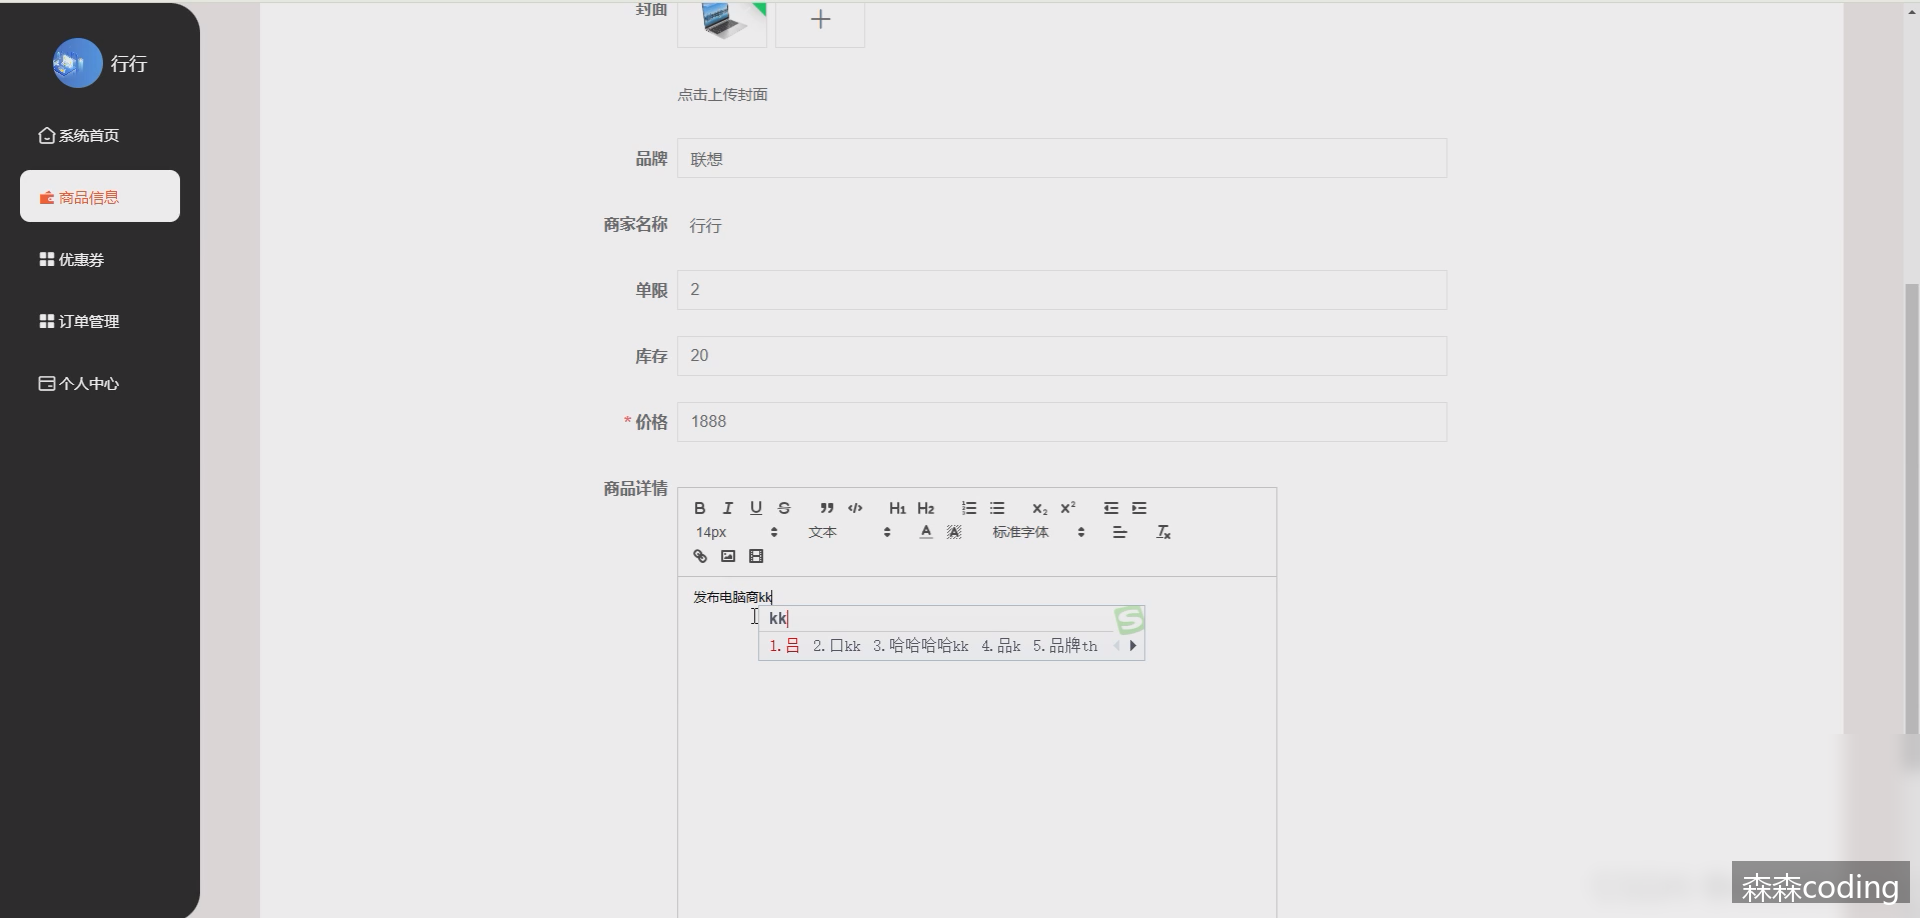 行行
系统首页
商品信息
优惠券
订单管理
个人中心
封面
点击上传封面
品牌 联想
商家名称 行行
单限 2
库存 20
* 价格 1888
商品详情
B I U S H1 H2 x2 x2
14px 文本 A A 标准字体 Tx
发布电脑商kk
kk
1.吕 2.口kk 3.哈哈哈哈kk 4.品k 5.品牌th
森森coding